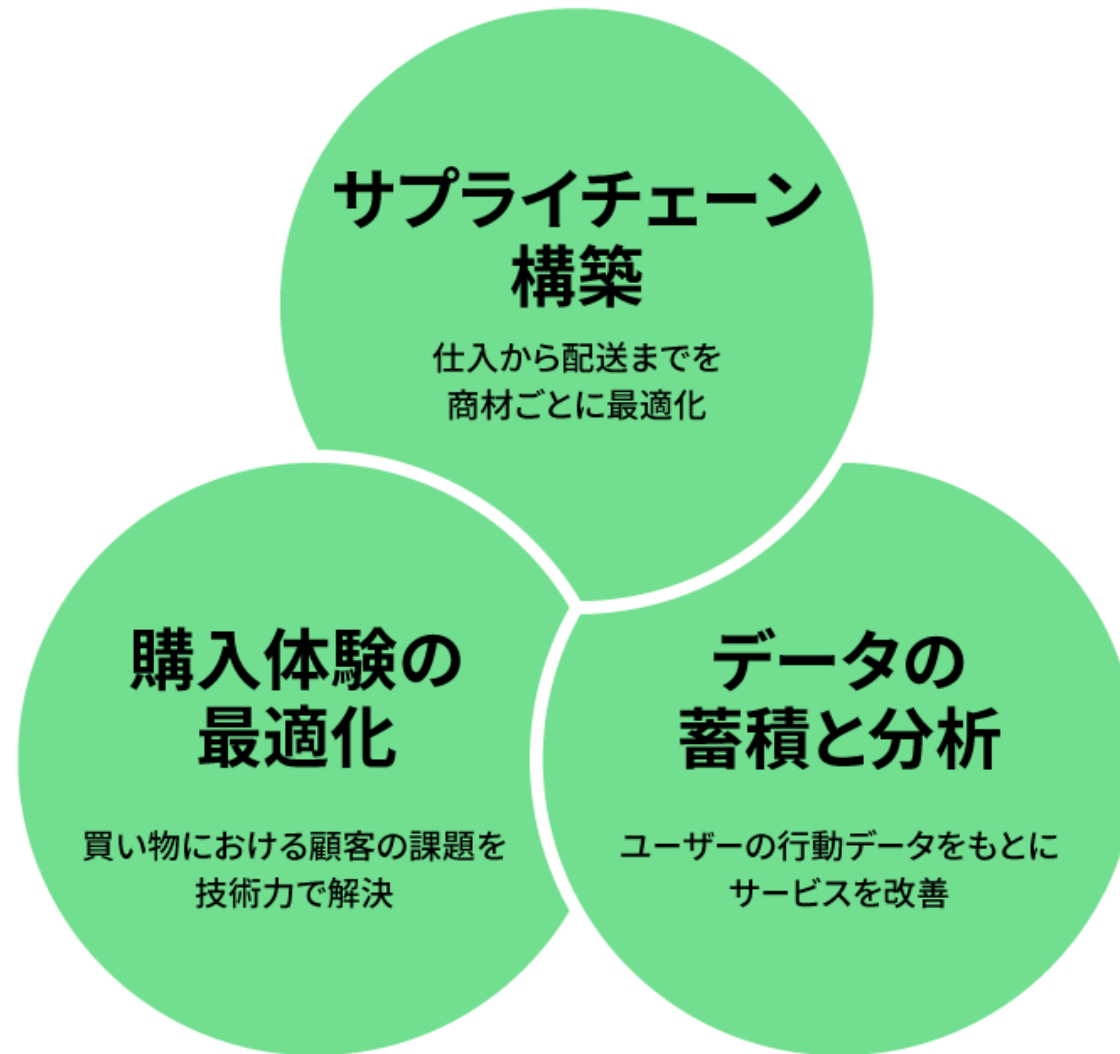 サプライチェーン
構築
仕入から配送までを
商材ごとに最適化
購入体験の
最適化
買い物における顧客の課題を
技術力で解決
データの
蓄積と分析
ユーザーの行動データをもとに
サービスを改善